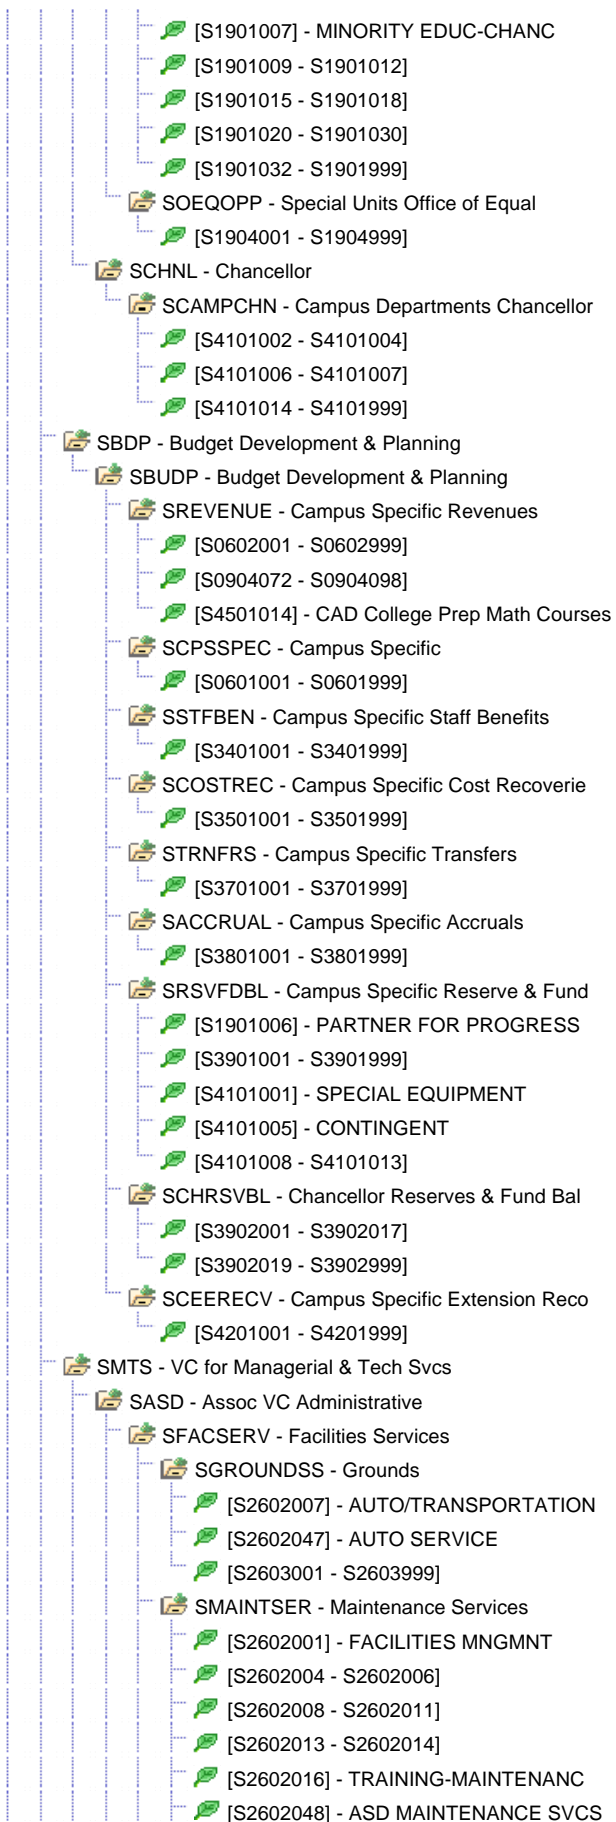 [S1901007] - MINORITY EDUC-CHANC
[S1901009 - S1901012]
[S1901015 - S1901018]
[S1901020 - S1901030]
[S1901032 - S1901999]
SOEQOPP - Special Units Office of Equal
[S1904001 - S1904999]
SCHNL - Chancellor
SCAMPCHN - Campus Departments Chancellor
[S4101002 - S4101004]
[S4101006 - S4101007]
[S4101014 - S4101999]
SBDP - Budget Development & Planning
SBUDP - Budget Development & Planning
SREVENUE - Campus Specific Revenues
[S0602001 - S0602999]
[S0904072 - S0904098]
[S4501014] - CAD College Prep Math Courses
SCPSSPEC - Campus Specific
[S0601001 - S0601999]
SSTFBEN - Campus Specific Staff Benefits
[S3401001 - S3401999]
SCOSTREC - Campus Specific Cost Recoverie
[S3501001 - S3501999]
STRNFRS - Campus Specific Transfers
[S3701001 - S3701999]
SACCRUAL - Campus Specific Accruals
[S3801001 - S3801999]
SRSVFDBL - Campus Specific Reserve & Fund
[S1901006] - PARTNER FOR PROGRESS
[S3901001 - S3901999]
[S4101001] - SPECIAL EQUIPMENT
[S4101005] - CONTINGENT
[S4101008 - S4101013]
SCHRSVBL - Chancellor Reserves & Fund Bal
[S3902001 - S3902017]
[S3902019 - S3902999]
SCEERECV - Campus Specific Extension Reco
[S4201001 - S4201999]
SMTS - VC for Managerial & Tech Svcs
SASD - Assoc VC Administrative
SFACSERV - Facilities Services
SGROUNDSS - Grounds
[S2602007] - AUTO/TRANSPORTATION
[S2602047] - AUTO SERVICE
[S2603001 - S2603999]
SMAINTSER - Maintenance Services
[S2602001] - FACILITIES MNGMNT
[S2602004 - S2602006]
[S2602008 - S2602011]
[S2602013 - S2602014]
[S2602016] - TRAINING-MAINTENANC
[S2602048] - ASD MAINTENANCE SVCS